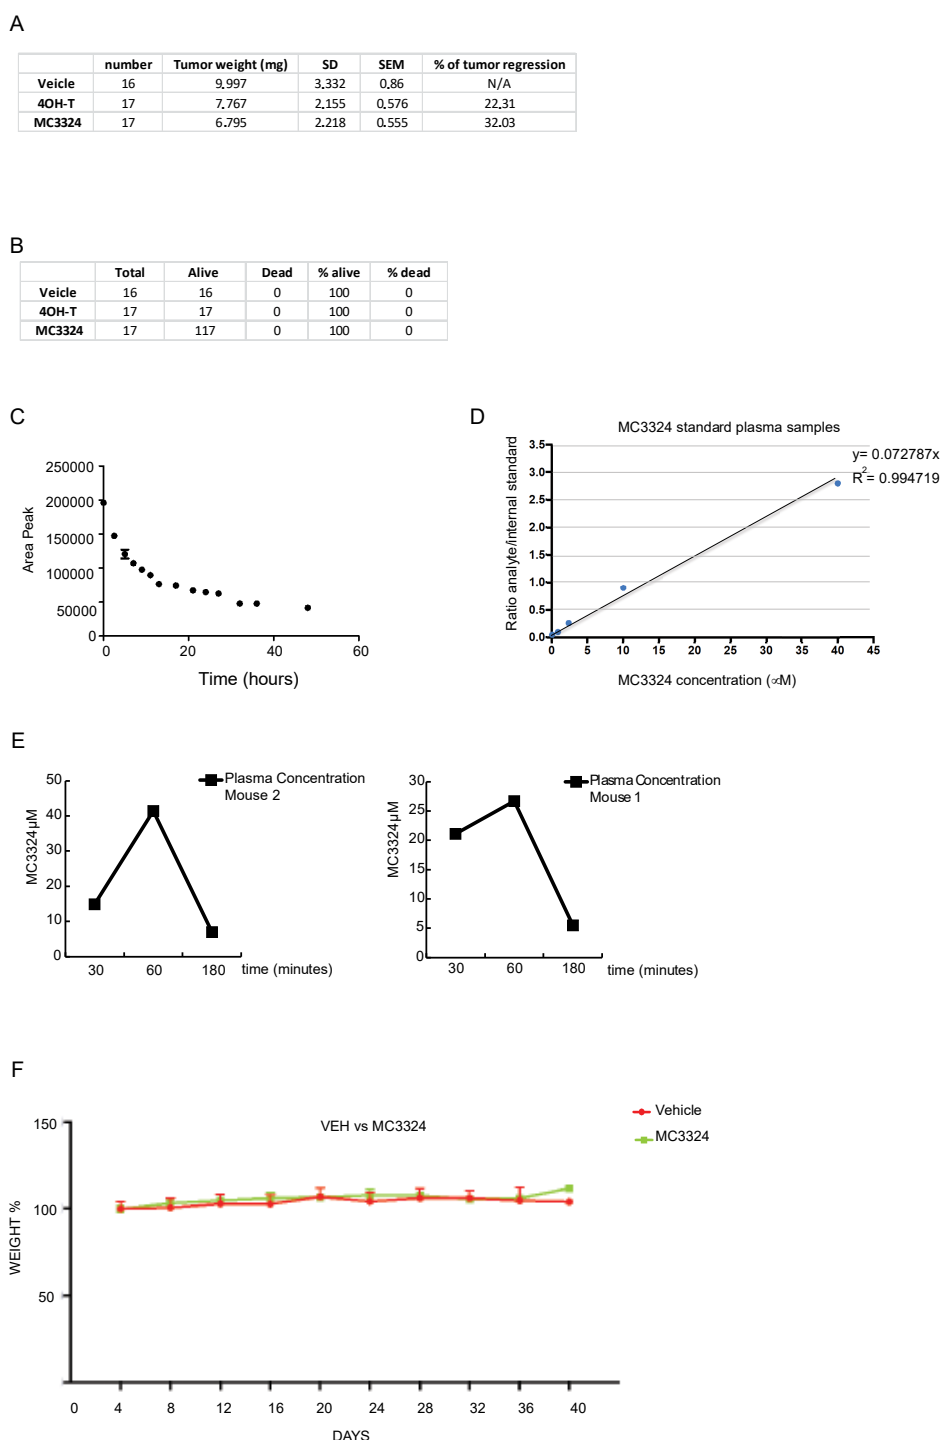 A
number Tumor weight (mg) SD SEM % of tumor regression
Veicle 16 9,997 3,332 0.86 N/A
4OH-T 17 7,767 2,155 0.576 22.31
MC3324 17 6,795 2,218 0.555 32.03
B
Total Alive Dead % alive % dead
Veicle 16 16 0 100 0
4OH-T 17 17 0 100 0
MC3324 17 117 0 100 0
C
250000
200000
150000
100000
50000
0
Area Peak
0 20 40 60
Time (hours)
D
MC3324 standard plasma samples
y= 0.072787x
R2= 0.994719
3.5
3.0
2.5
2.0
1.5
1.0
0.5
0.0
Ratio analyte/internal standard
0 5 10 15 20 25 30 35 40 45
MC3324 concentration (∝M)
E
Plasma Concentration
Mouse 2
50
40
30
20
10
0
MC3324µM
30 60 180 time (minutes)
Plasma Concentration
Mouse 1
30
25
20
15
10
5
0
MC3324µM
30 60 180 time (minutes)
F
VEH vs MC3324
Vehicle
MC3324
150
100
50
WEIGHT %
0 4 8 12 16 20 24 28 32 36 40
DAYS